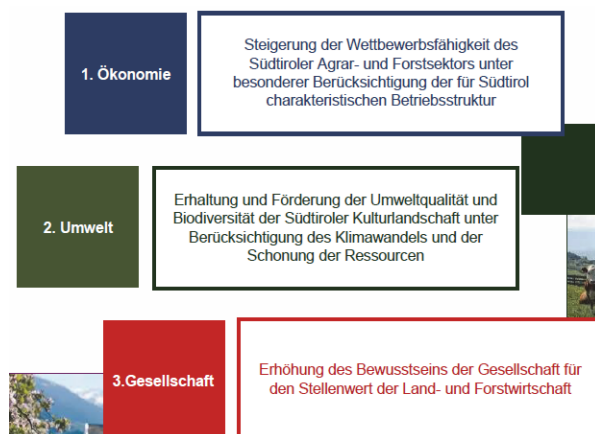 1. Ökonomie
Steigerung der Wettbewerbsfähigkeit des
Südtiroler Agrar- und Forstsektors unter
besonderer Berücksichtigung der für Südtirol
charakteristischen Betriebsstruktur
2. Umwelt
Erhaltung und Förderung der Umweltqualität und
Biodiversität der Südtiroler Kulturlandschaft unter
Berücksichtigung des Klimawandels und der
Schonung der Ressourcen
3.Gesellschaft
Erhöhung des Bewusstseins der Gesellschaft für
den Stellenwert der Land- und Forstwirtschaft